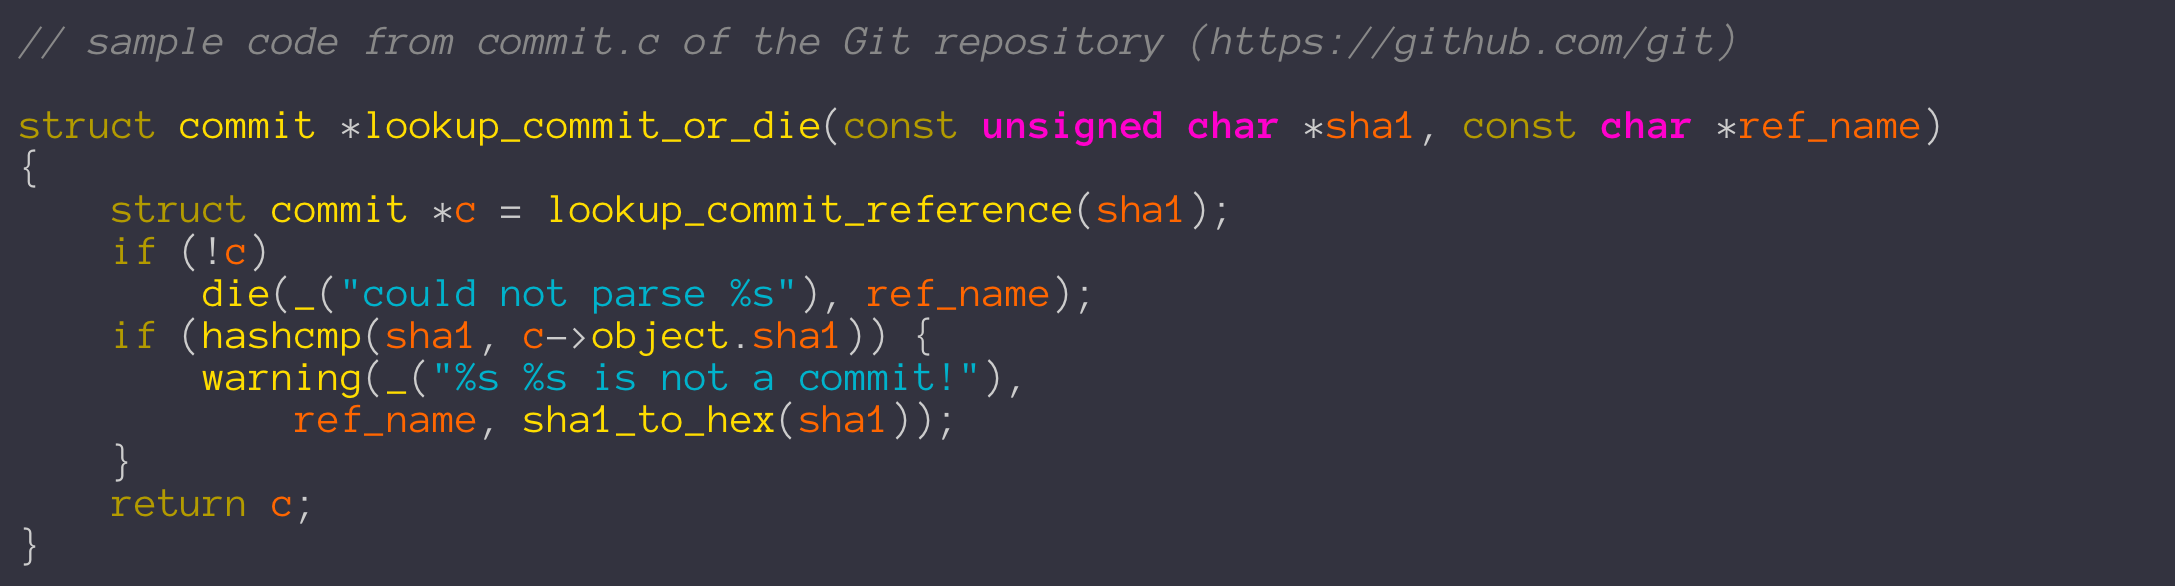 // sample code from commit.c of the Git repository (https://github.com/git)

struct commit *lookup_commit_or_die(const unsigned char *sha1, const char *ref_name)
{
    struct commit *c = lookup_commit_reference(sha1);
    if (!c)
        die(_("could not parse %s"), ref_name);
    if (hashcmp(sha1, c->object.sha1)) {
        warning(_("%s %s is not a commit!"),
            ref_name, sha1_to_hex(sha1));
    }
    return c;
}